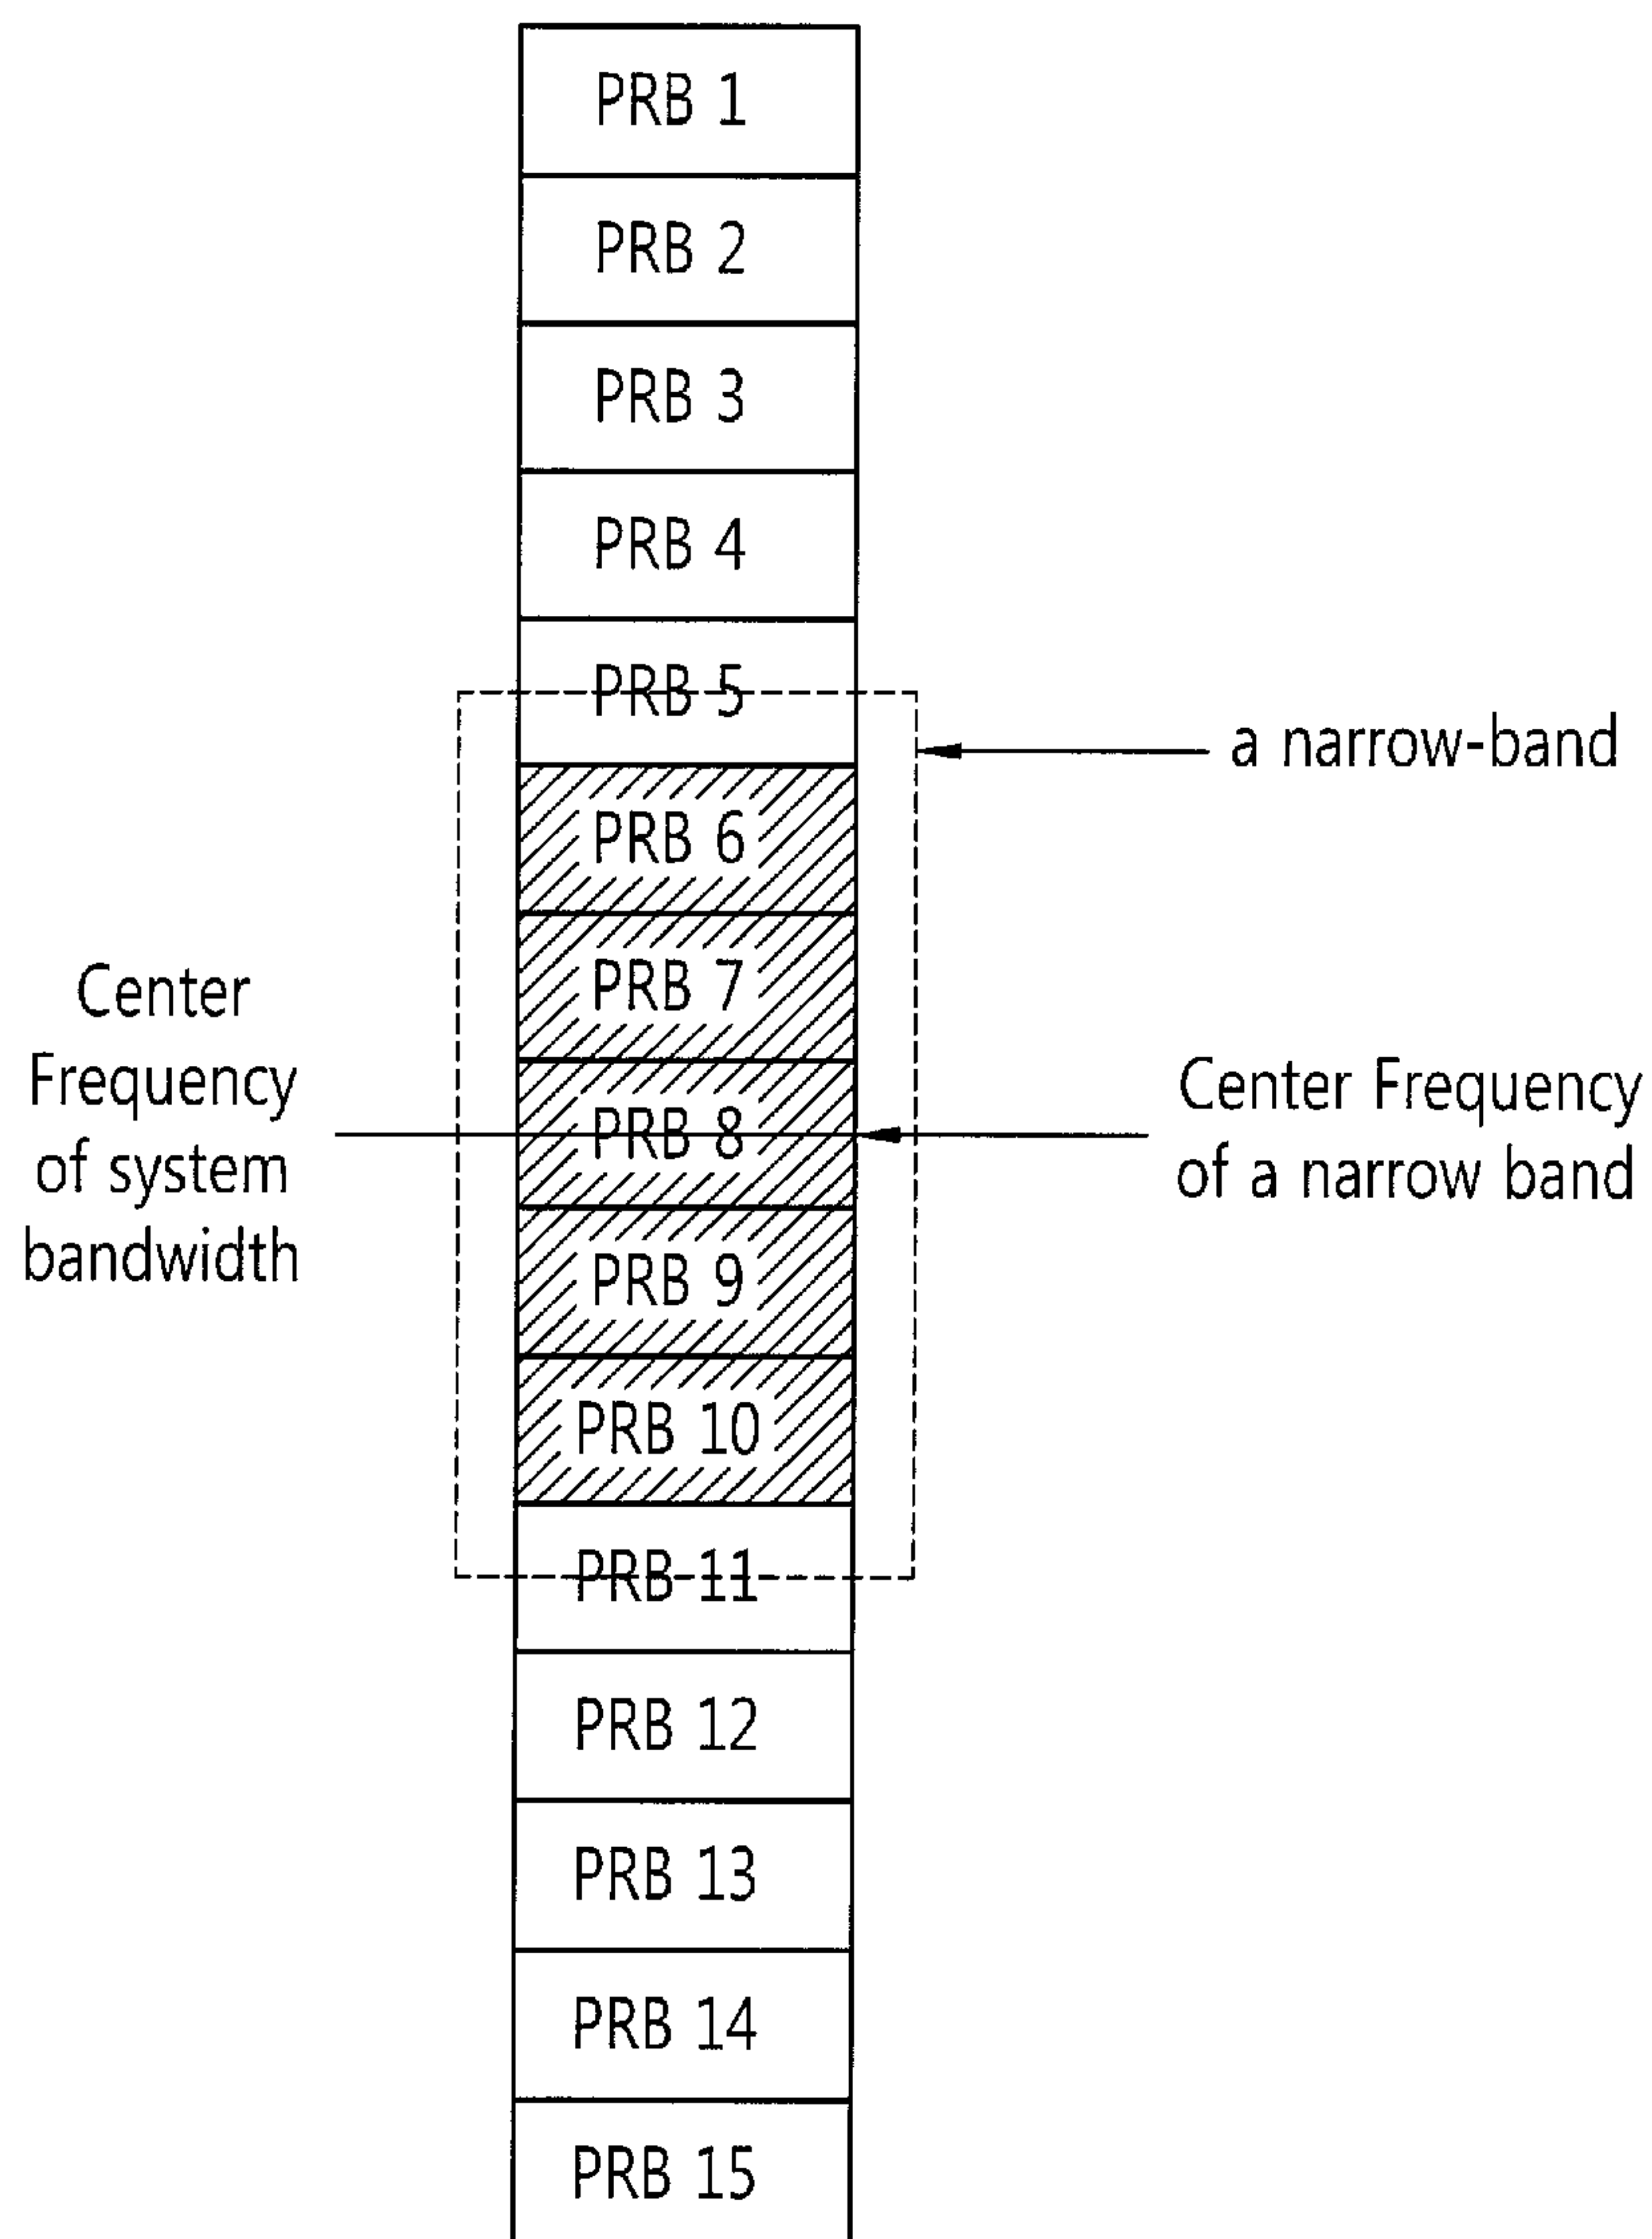 PRB 1
PRB 2
PRB 3
PRB 4
PRB 5
a narrow-band
PRB 6
PRB 7
Center
Frequency
of system
bandwidth
PRB 8
Center Frequency
of a narrow band
PRB 9
PRB 10
PRB 11
PRB 12
PRB 13
PRB 14
PRB 15